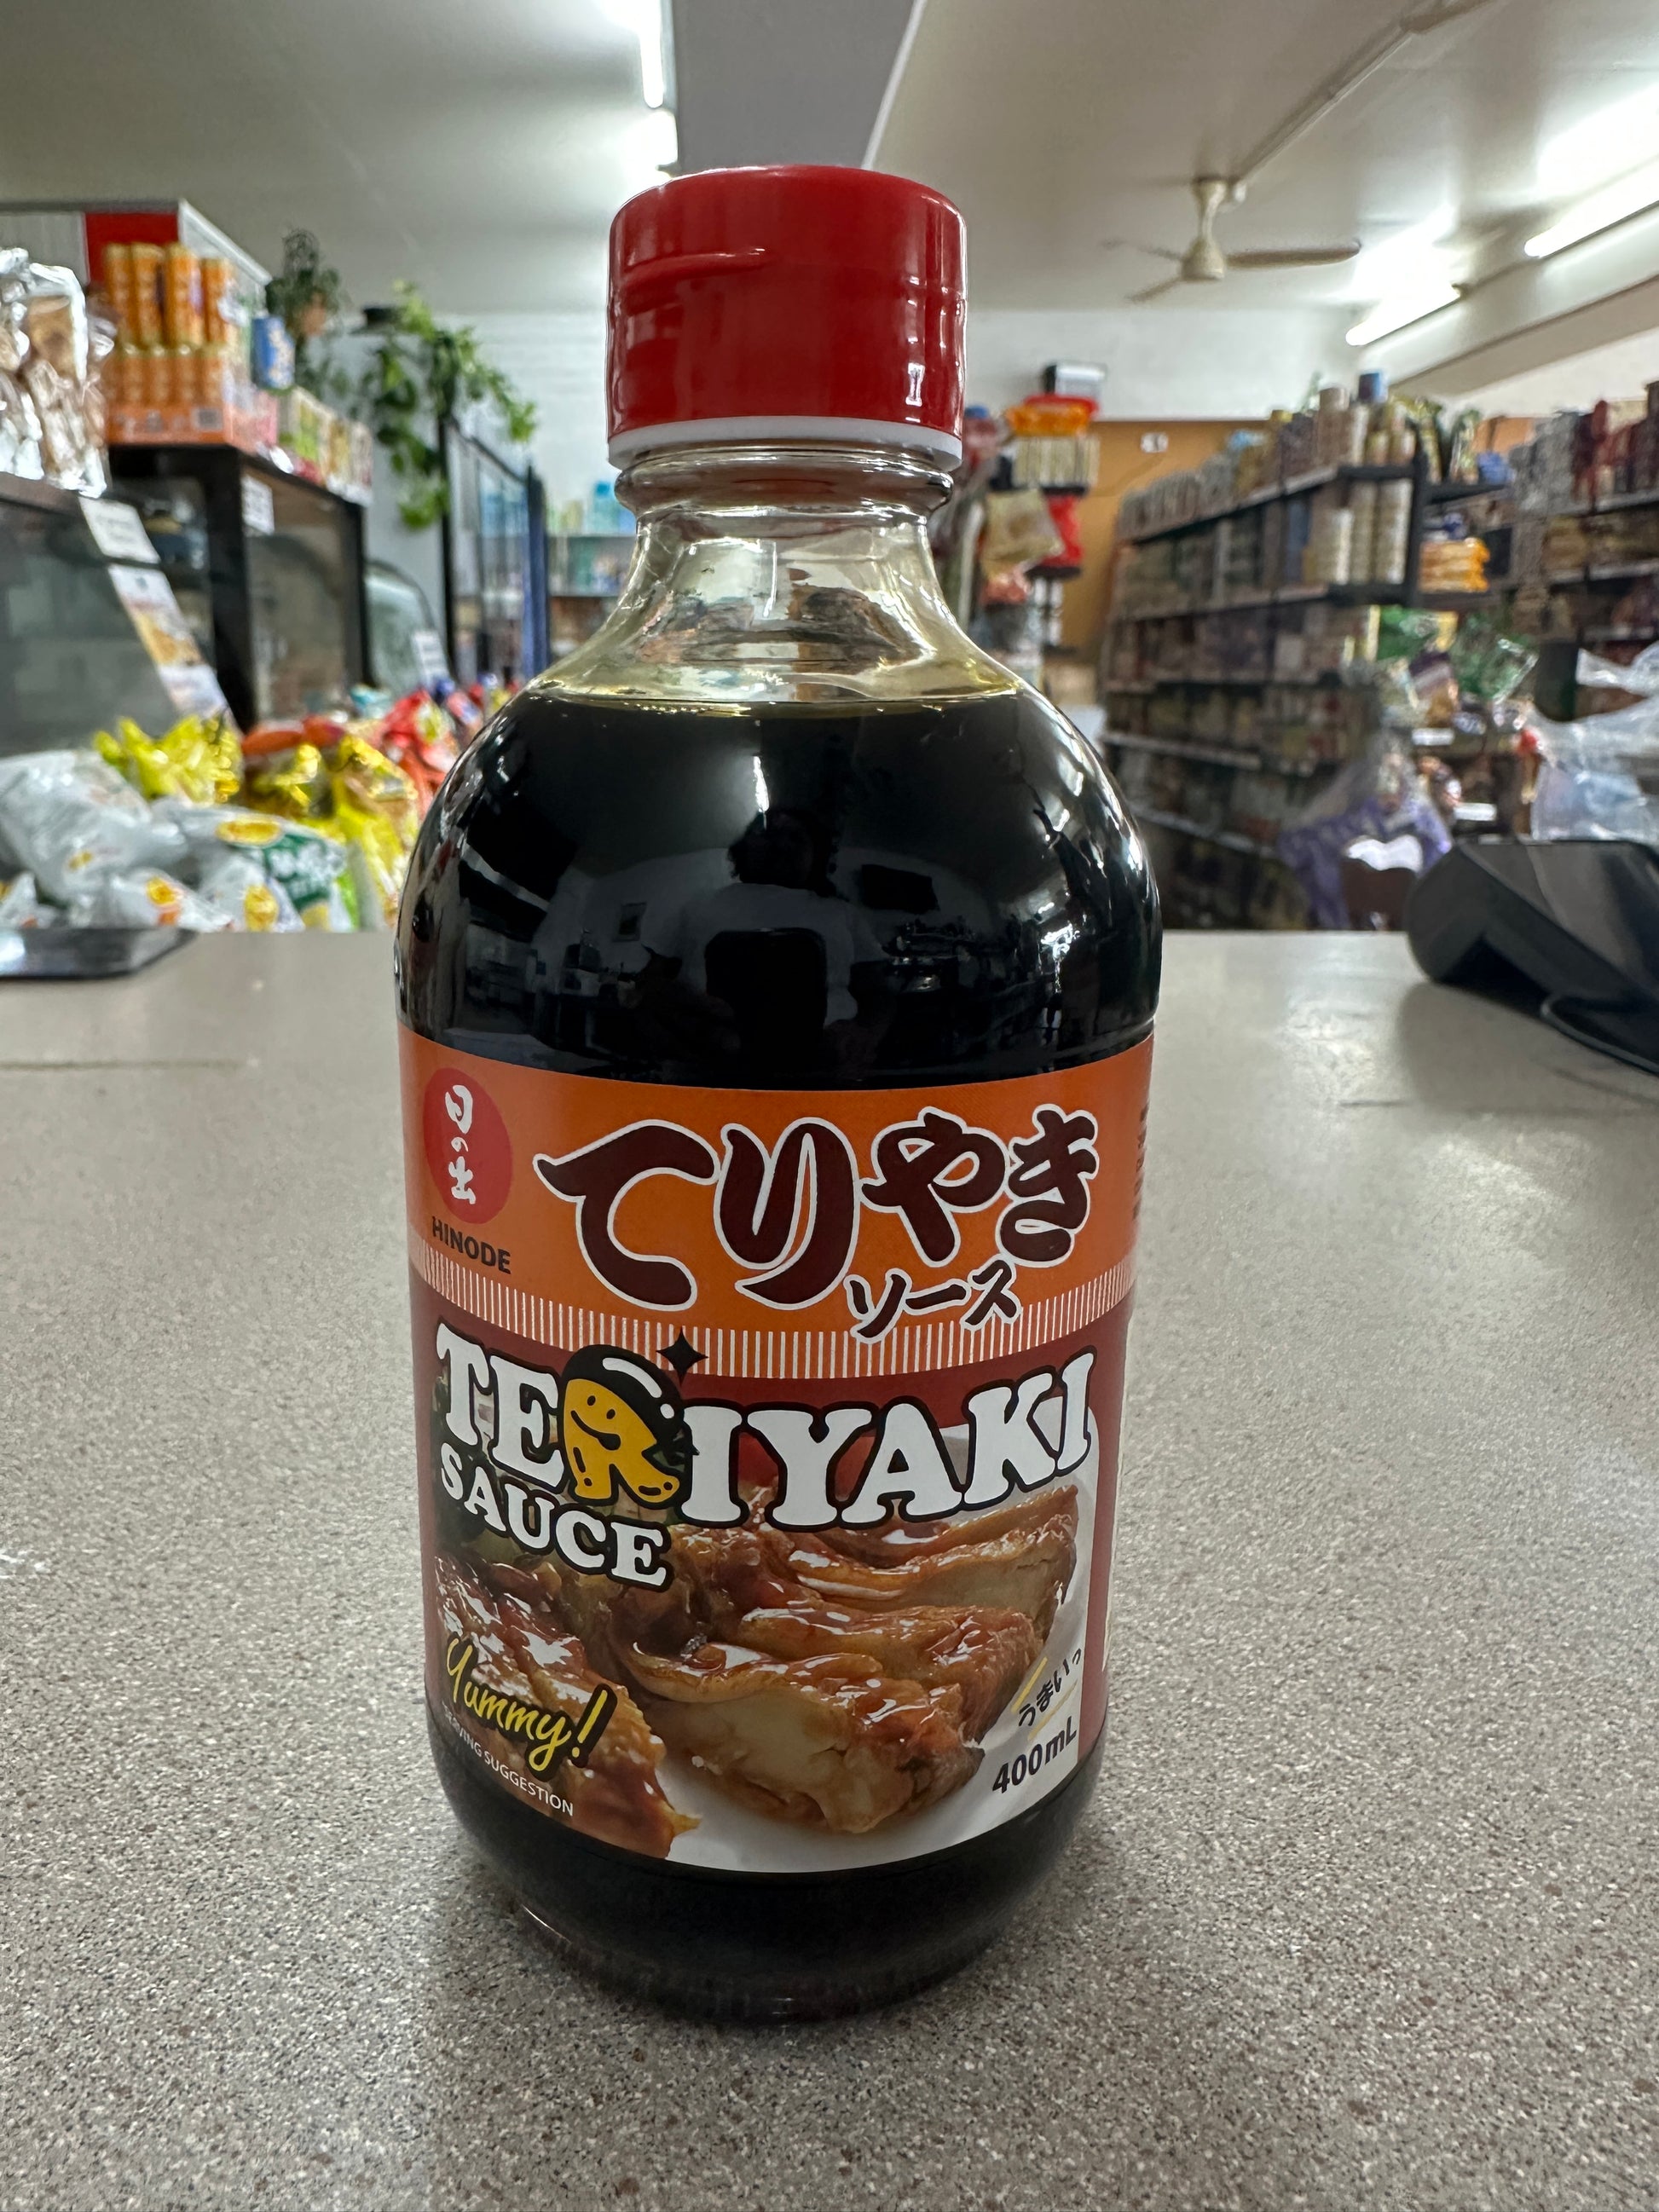 日の出
HINODE
てりやき
ソース
TERIYAKI
SAUCE
Yummy!
SERVING SUGGESTION
うまいっ
400mL